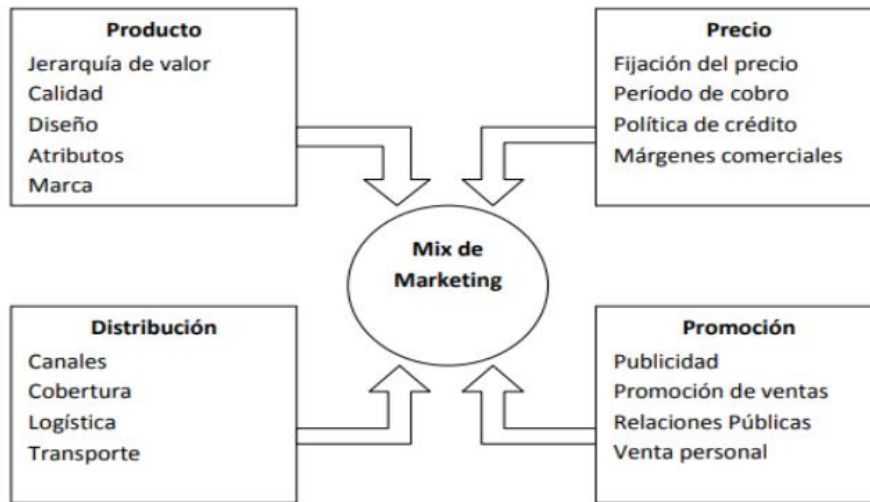 Producto
Jerarquía de valor
Calidad
Diseño
Atributos
Marca
Precio
Fijación del precio
Período de cobro
Política de crédito
Márgenes comerciales
Mix de
Marketing
Distribución
Canales
Cobertura
Logística
Transporte
Promoción
Publicidad
Promoción de ventas
Relaciones Públicas
Venta personal